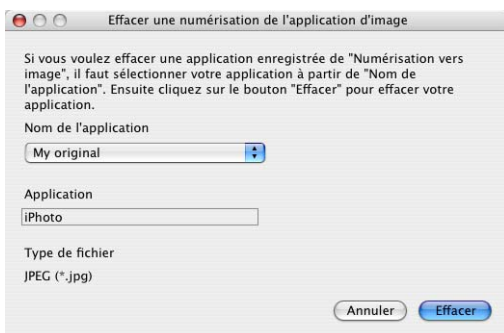 Effacer une numérisation de l'application d'image
Si vous voulez effacer une application enregistrée de "Numérisation vers
image", il faut sélectionner votre application à partir de "Nom de
l'application". Ensuite cliquez sur le bouton "Effacer" pour effacer votre
application.
Nom de l'application
My original
Application
iPhoto
Type de fichier
JPEG (*.jpg)
Annuler Effacer